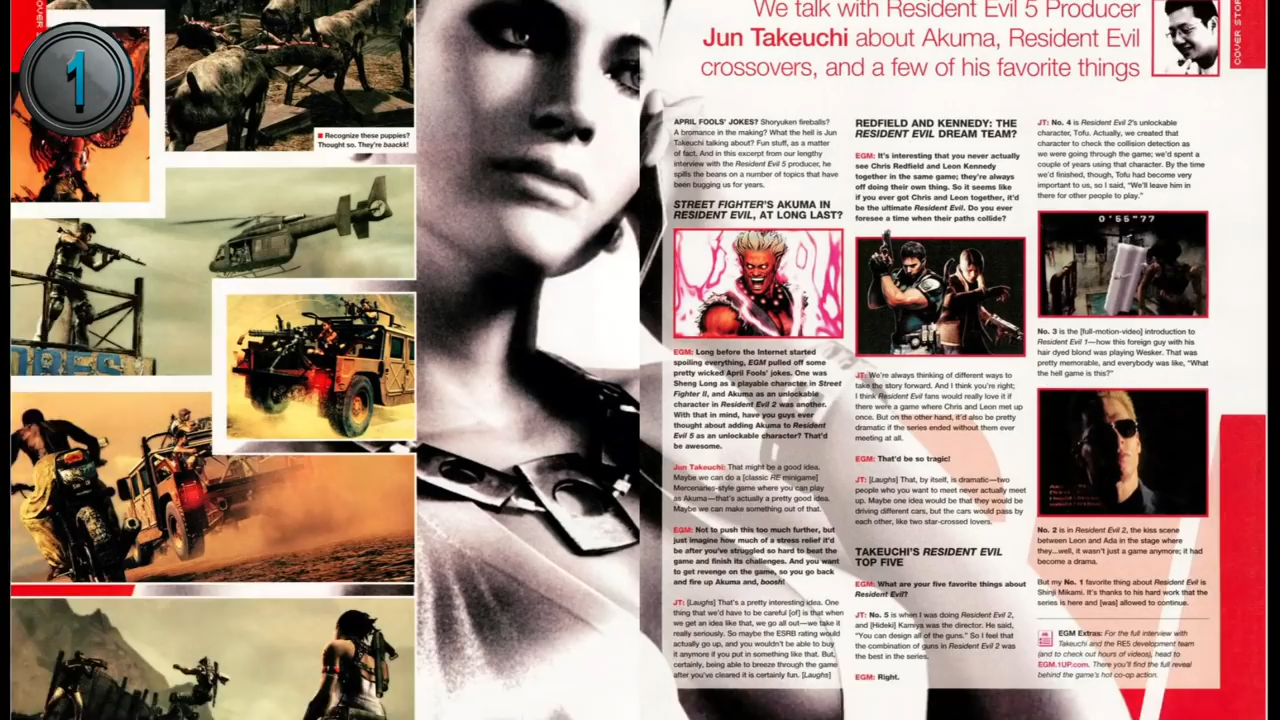 COVER S
1
■ Recognize these puppies?
Thought so. They're baackk!
We talk with Resident Evil 5 Producer
Jun Takeuchi about Akuma, Resident Evil
crossovers, and a few of his favorite things
COVER STOR
APRIL FOOLS' JOKES? Shoryuken fireballs?
A bromance in the making? What the hell is Jun
Takeuchi talking about? Fun stuff, as a matter
of fact. And in this excerpt from our lengthy
interview with the Resident Evil 5 producer, he
spills the beans on a number of topics that have
been bugging us for years.
STREET FIGHTER'S AKUMA IN
RESIDENT EVIL, AT LONG LAST?
EGM: Long before the Internet started
spoiling everything, EGM pulled off some
pretty wicked April Fools' jokes. One was
Sheng Long as a playable character in Street
Fighter II, and Akuma as an unlockable
character in Resident Evil 2 was another.
With that in mind, have you guys ever
thought about adding Akuma to Resident
Evil 5 as an unlockable character? That'd
be awesome.
Jun Takeuchi: That might be a good idea.
Maybe we can do a [classic RE minigame]
Mercenaries-style game where you can play
as Akuma—that's actually a pretty good idea.
Maybe we can make something out of that.
EGM: Not to push this too much further, but
just imagine how much of a stress relief it'd
be after you've struggled so hard to beat the
game and finish its challenges. And you want
to get revenge on the game, so you go back
and fire up Akuma and, boosh!
JT: [Laughs] That's a pretty interesting idea. One
thing that we'd have to be careful [of] is that when
we get an idea like that, we go all out—we take it
really seriously. So maybe the ESRB rating would
actually go up, and you wouldn't be able to buy
it anymore if you put in something like that. But,
certainly, being able to breeze through the game
after you've cleared it is certainly fun. [Laughs]
REDFIELD AND KENNEDY: THE
RESIDENT EVIL DREAM TEAM?
EGM: It's interesting that you never actually
see Chris Redfield and Leon Kennedy
together in the same game; they're always
off doing their own thing. So it seems like
if you ever got Chris and Leon together, it'd
be the ultimate Resident Evil. Do you ever
foresee a time when their paths collide?
JT: We're always thinking of different ways to
take the story forward. And I think you're right;
I think Resident Evil fans would really love it if
there were a game where Chris and Leon met up
once. But on the other hand, it'd also be pretty
dramatic if the series ended without them ever
meeting at all.
EGM: That'd be so tragic!
JT: [Laughs] That, by itself, is dramatic—two
people who you want to meet never actually meet
up. Maybe one idea would be that they would be
driving different cars, but the cars would pass by
each other, like two star-crossed lovers.
TAKEUCHI'S RESIDENT EVIL
TOP FIVE
EGM: What are your five favorite things about
Resident Evil?
JT: No. 5 is when I was doing Resident Evil 2,
and [Hideki] Kamiya was the director. He said,
"You can design all of the guns." So I feel that
the combination of guns in Resident Evil 2 was
the best in the series.
EGM: Right.
JT: No. 4 is Resident Evil 2's unlockable
character, Tofu. Actually, we created that
character to check the collision detection as
we were going through the game; we'd spent a
couple of years using that character. By the time
we'd finished, though, Tofu had become very
important to us, so I said, "We'll leave him in
there for other people to play."
0'55"77
No. 3 is the [full-motion-video] introduction to
Resident Evil 1—how this foreign guy with his
hair dyed blond was playing Wesker. That was
pretty memorable, and everybody was like, "What
the hell game is this?"
No. 2 is in Resident Evil 2, the kiss scene
between Leon and Ada in the stage where
they...well, it wasn't just a game anymore; it had
become a drama.
But my No. 1 favorite thing about Resident Evil is
Shinji Mikami. It's thanks to his hard work that the
series is here and [was] allowed to continue.
EGM Extras: For the full interview with
Takeuchi and the RE5 development team
(and to check out hours of videos), head to
EGM.1UP.com. There you'll find the full reveal
behind the game's hot co-op action.